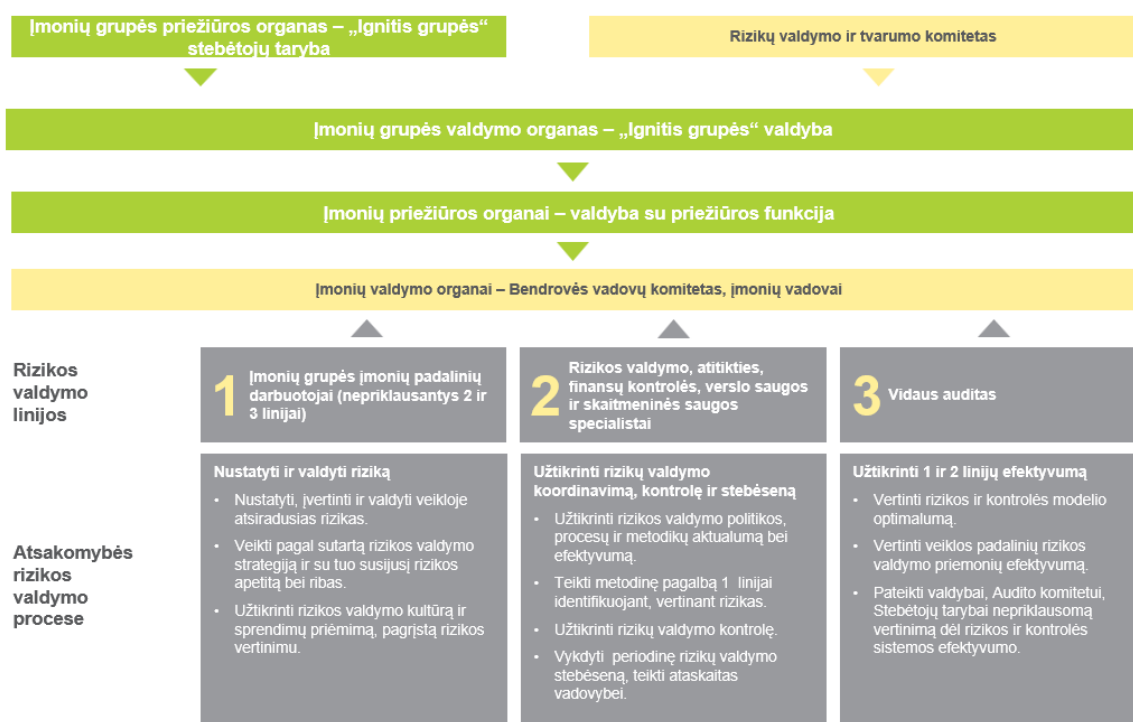 Įmonių grupės priežiūros organas – „Ignitis grupės“
stebėtojų taryba
Rizikų valdymo ir tvarumo komitetas
Įmonių grupės valdymo organas – „Ignitis grupės“ valdyba
Įmonių priežiūros organai – valdyba su priežiūros funkcija
Įmonių valdymo organai – Bendrovės vadovų komitetas, įmonių vadovai
Rizikos
valdymo
linijos
1
Įmonių grupės įmonių padalinių
darbuotojai (nepriklausantys 2 ir
3 linijai)
2
Rizikos valdymo, atitikties,
finansų kontrolės, verslo saugos
ir skaitmeninės saugos
specialistai
3
Vidaus auditas
Atsakomybės
rizikos
valdymo
procese
Nustatyti ir valdyti riziką
• Nustatyti, įvertinti ir valdyti veikloje
atsiradusias rizikas.
• Veikti pagal sutartą rizikos valdymo
strategiją ir su tuo susijusį rizikos
apetitą bei ribas.
• Užtikrinti rizikos valdymo kultūrą ir
sprendimų priėmimą, pagrįstą rizikos
vertinimu.
Užtikrinti rizikų valdymo
koordinavimą, kontrolę ir stebėseną
• Užtikrinti rizikos valdymo politikos,
procesų ir metodikų aktualumą bei
efektyvumą.
• Teikti metodinę pagalbą 1 linijai
identifikuojant, vertinant rizikas.
• Užtikrinti rizikų valdymo kontrolę.
• Vykdyti periodinę rizikų valdymo
stebėseną, teikti ataskaitas
vadovybei.
Užtikrinti 1 ir 2 linijų efektyvumą
• Vertinti rizikos ir kontrolės modelio
optimalumą.
• Vertinti veiklos padalinių rizikos
valdymo priemonių efektyvumą.
• Pateikti valdybai, Audito komitetui,
Stebėtojų tarybai nepriklausomą
vertinimą dėl rizikos ir kontrolės
sistemos efektyvumo.